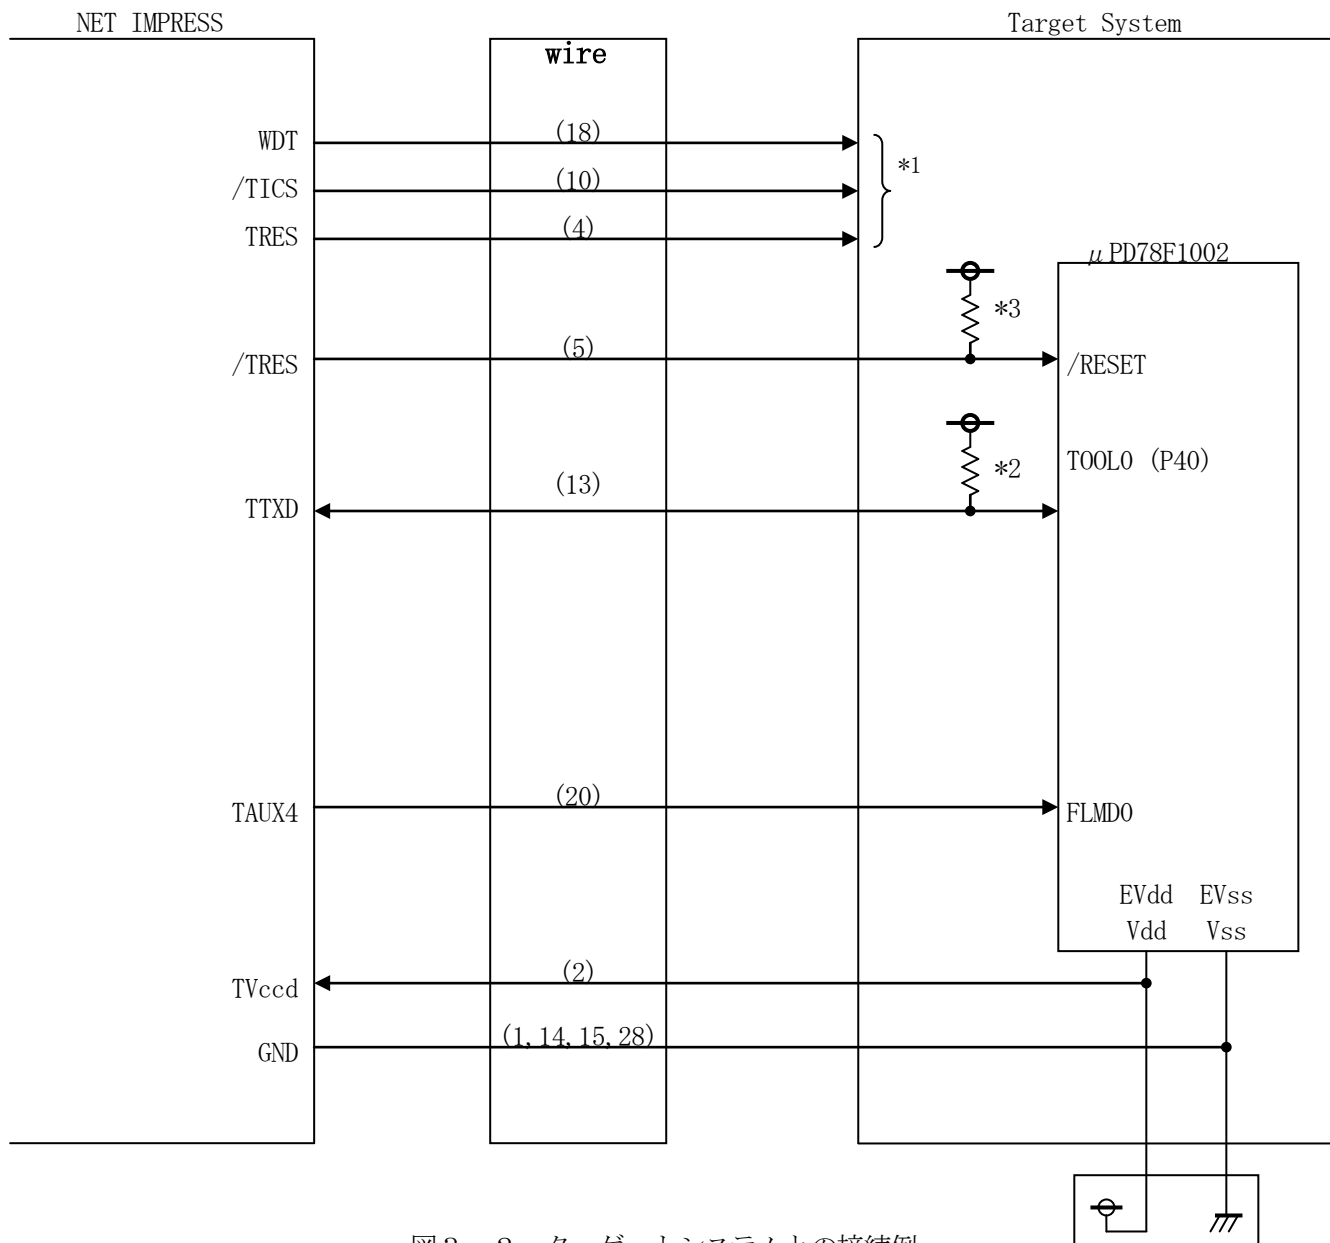 NET IMPRESS
Target System
wire
WDT
(18)
*1
/TICS
(10)
TRES
(4)
μPD78F1002
*3
/TRES
(5)
/RESET
*2
TOOL0 (P40)
TTXD
(13)
TAUX4
(20)
FLMD0
EVdd EVss
Vdd Vss
TVccd
(2)
GND
(1,14,15,28)